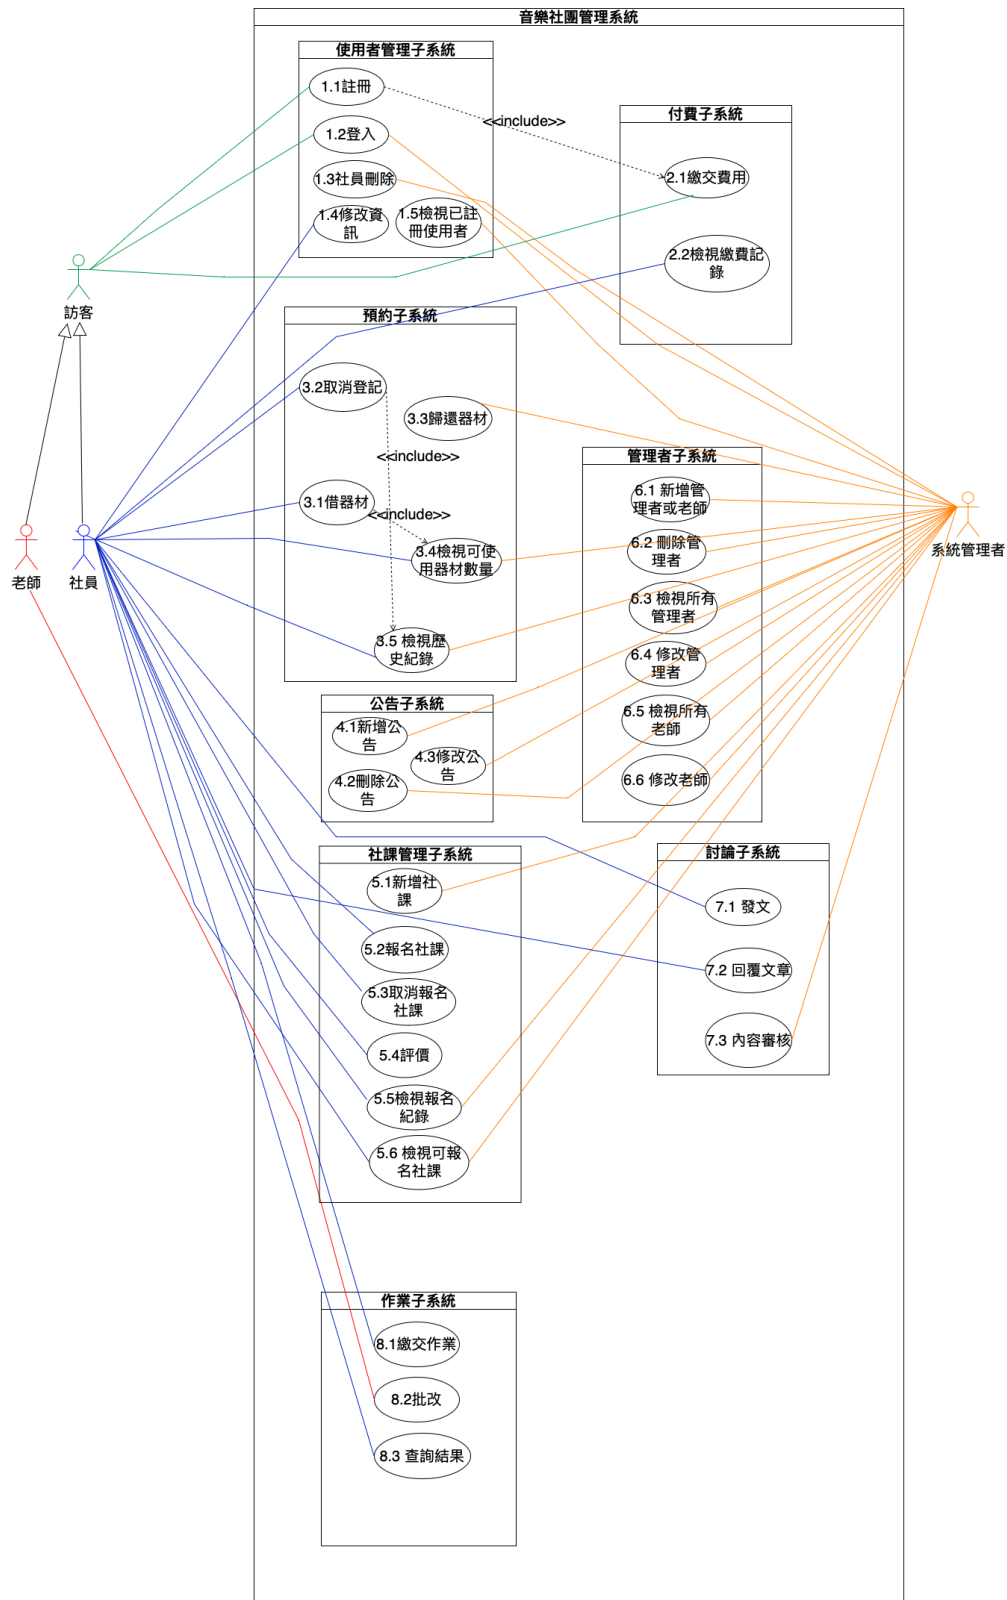 音樂社團管理系統
使用者管理子系統
1.1註冊
<<include>>
1.2登入
1.3社員刪除
1.4修改資
訊
1.5檢視已註
冊使用者
付費子系統
2.1繳交費用
2.2檢視繳費記
錄
訪客
預約子系統
3.2取消登記
3.3歸還器材
<<include>>
3.1借器材
<<include>>
3.4檢視可使
用器材數量
3.5 檢視歷
史紀錄
管理者子系統
6.1 新增管
理者或老師
6.2 刪除管
理者
6.3 檢視所有
管理者
6.4 修改管
理者
6.5 檢視所有
老師
6.6 修改老師
老師
社員
系統管理者
公告子系統
4.1新增公
告
4.3修改公
告
4.2刪除公
告
社課管理子系統
5.1新增社
課
5.2報名社課
5.3取消報名
社課
5.4評價
5.5檢視報名
紀錄
5.6 檢視可報
名社課
討論子系統
7.1 發文
7.2 回覆文章
7.3 內容審核
作業子系統
8.1繳交作業
8.2批改
8.3 查詢結果